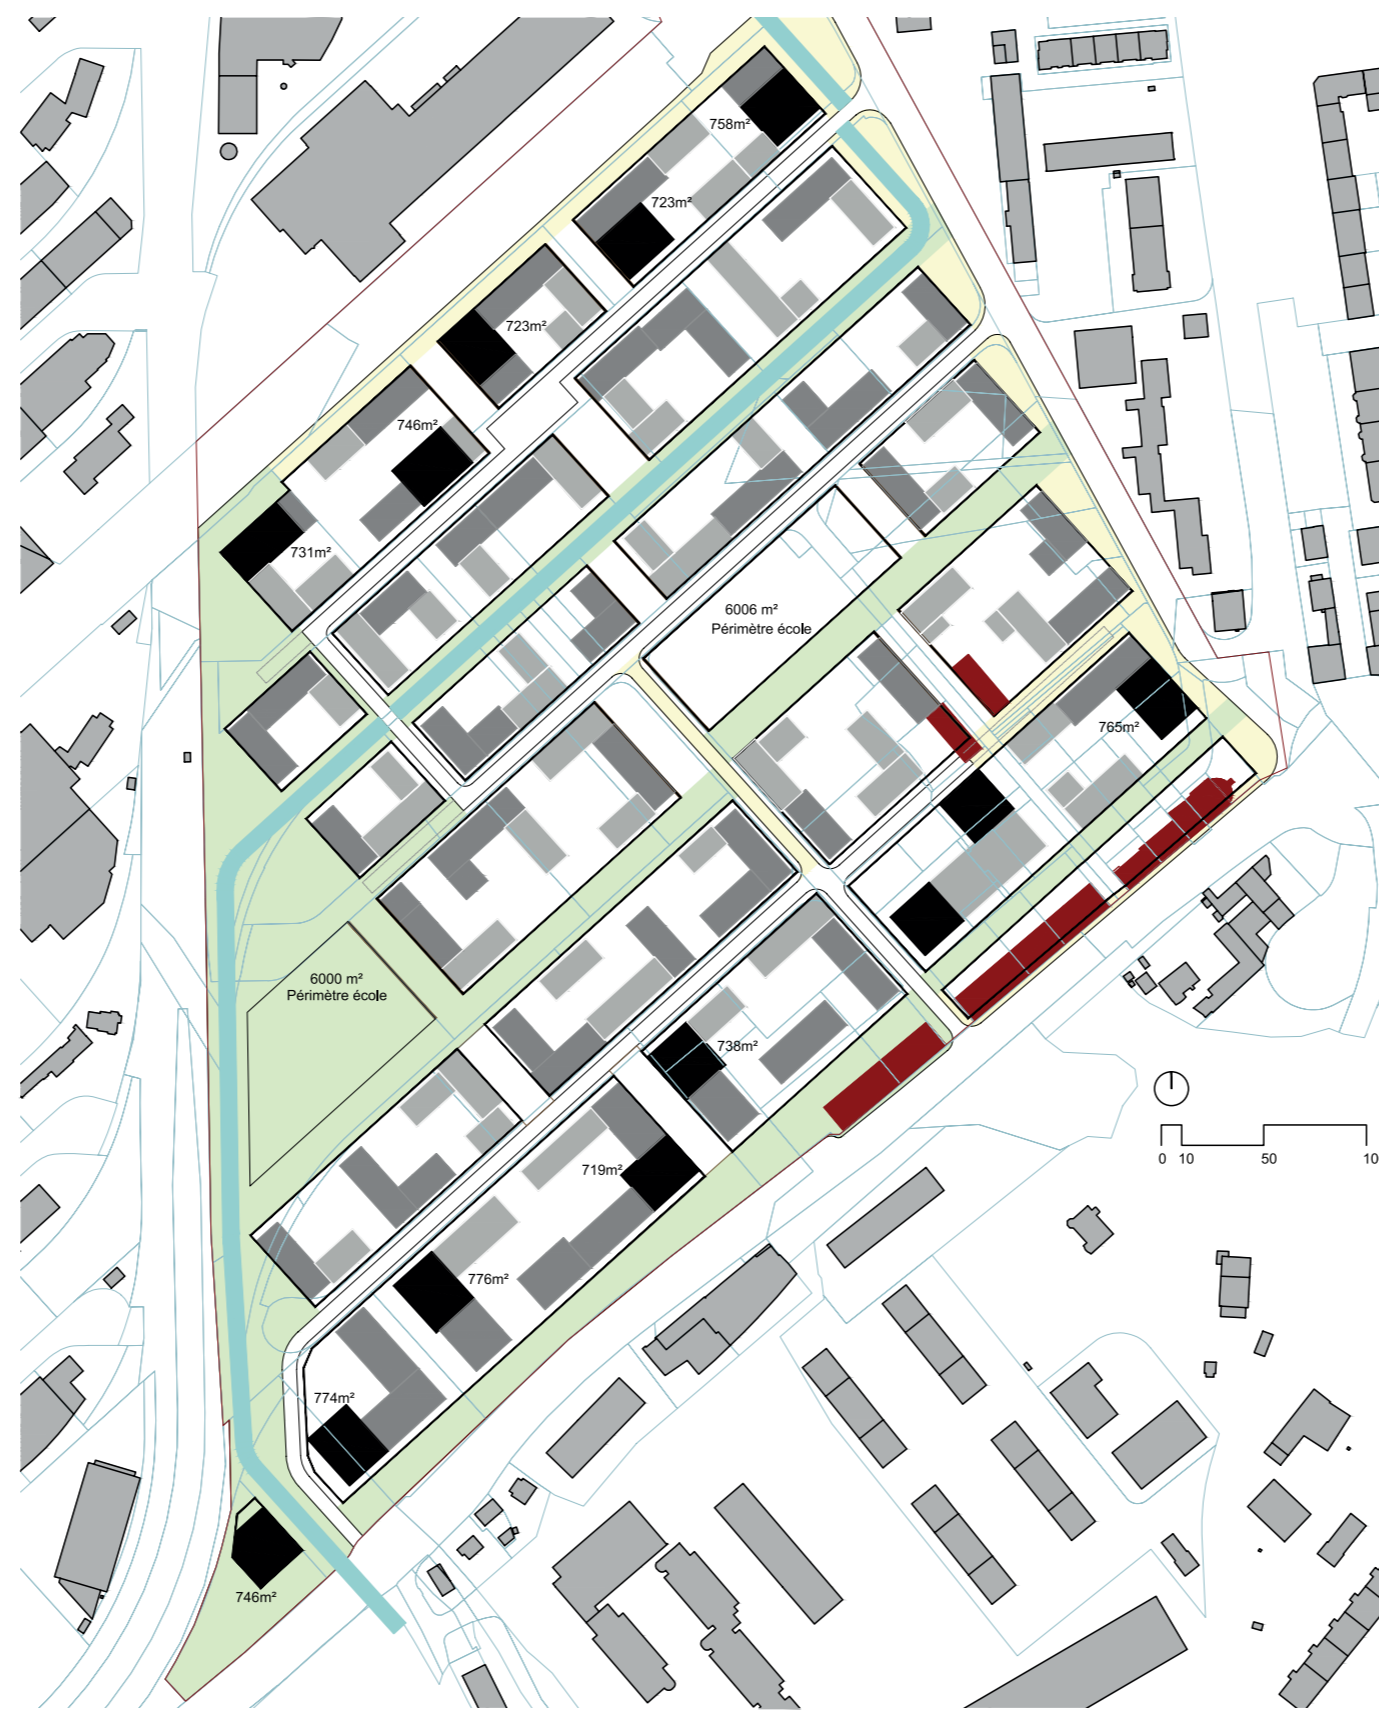 758m²
723m²
723m²
746m²
731m²
6006 m²
Périmètre école
765m²
6000 m²
Périmètre école
738m²
719m²
776m²
774m²
746m²
0 10 50 10